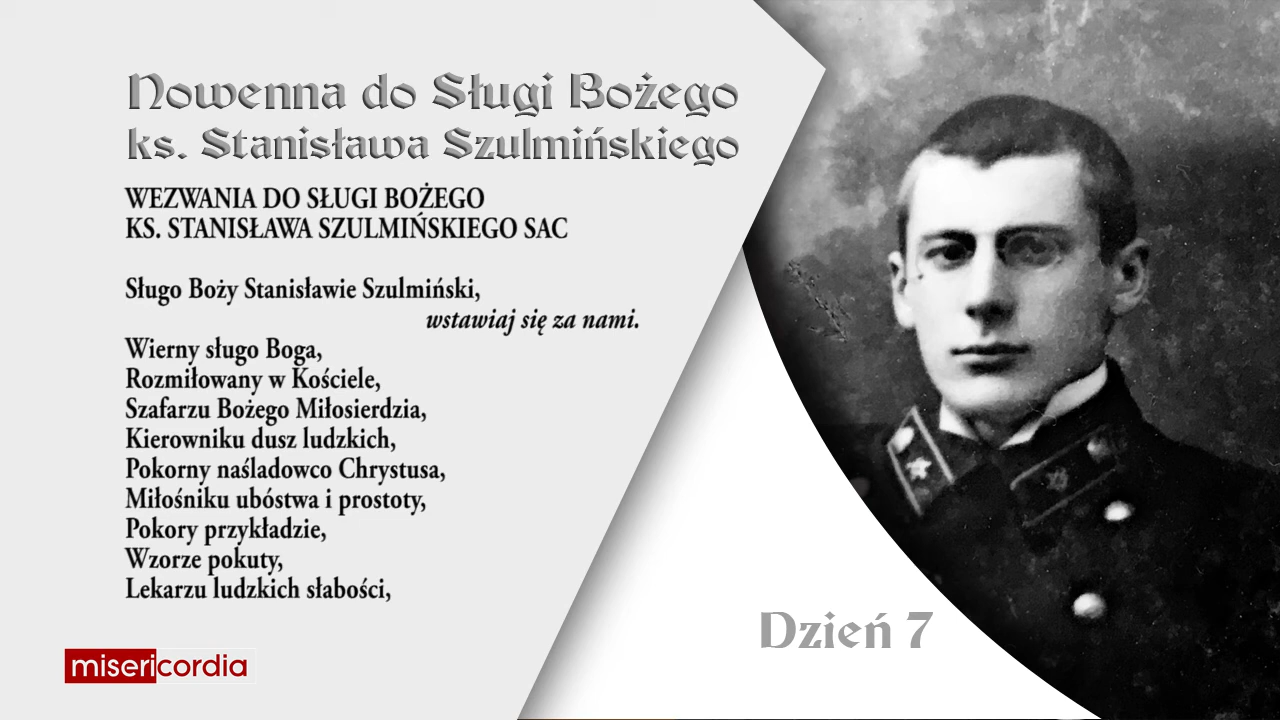 Nowenna do Sługi Bożego
ks. Stanisława Szulmińskiego
WEZWANIA DO SŁUGI BOŻEGO
KS. STANISŁAWA SZULMIŃSKIEGO SAC
Sługo Boży Stanisławie Szulmiński,
wstawiaj się za nami.
Wierny sługo Boga,
Rozmiłowany w Kościele,
Szafarzu Bożego Miłosierdzia,
Kierowniku dusz ludzkich,
Pokorny naśladowco Chrystusa,
Miłośniku ubóstwa i prostoty,
Pokory przykładzie,
Wzorze pokuty,
Lekarzu ludzkich słabości,
Dzień 7
misericordia